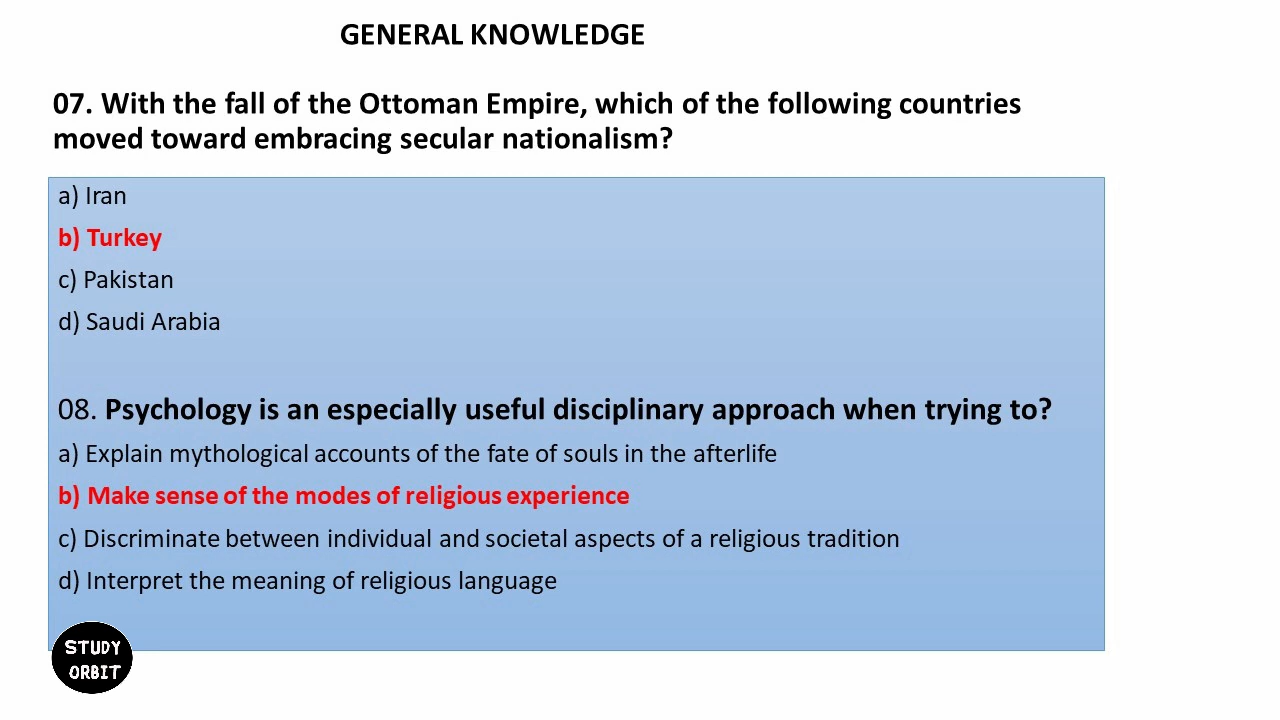 GENERAL KNOWLEDGE
07. With the fall of the Ottoman Empire, which of the following countries
moved toward embracing secular nationalism?
a) Iran
b) Turkey
c) Pakistan
d) Saudi Arabia
08. Psychology is an especially useful disciplinary approach when trying to?
a) Explain mythological accounts of the fate of souls in the afterlife
b) Make sense of the modes of religious experience
c) Discriminate between individual and societal aspects of a religious tradition
d) Interpret the meaning of religious language
STUDY
ORBIT